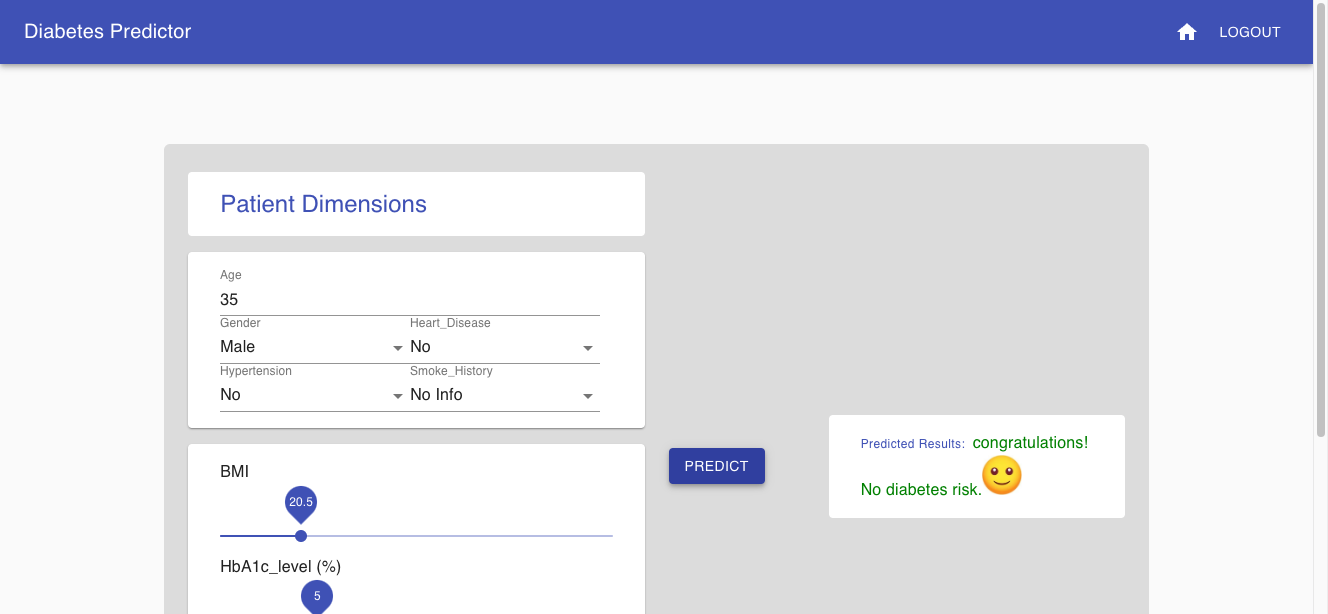 Diabetes Predictor
LOGOUT
Patient Dimensions
Age
35
Gender Heart_Disease
Male No
Hypertension Smoke_History
No No Info
BMI
20.5
HbA1c_level (%)
5
PREDICT
Predicted Results: congratulations!
No diabetes risk.